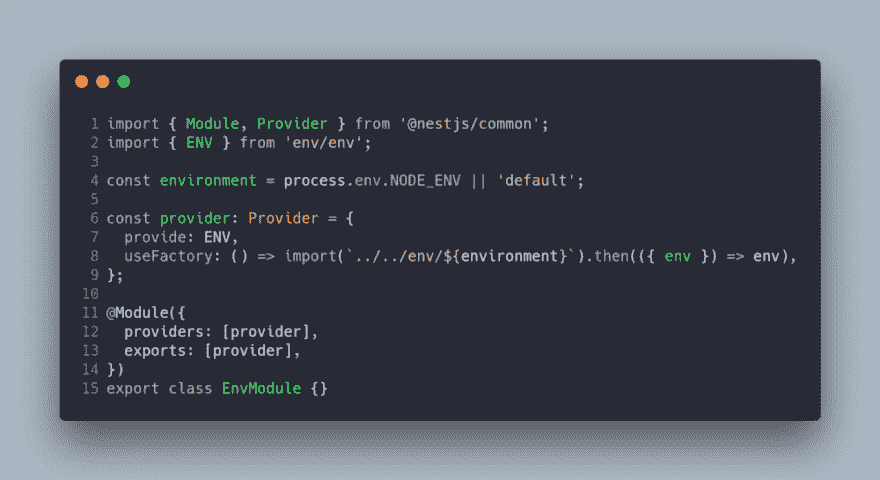 1 import { Module, Provider } from '@nestjs/common';
2 import { ENV } from 'env/env';
3
4 const environment = process.env.NODE_ENV || 'default';
5
6 const provider: Provider = {
7   provide: ENV,
8   useFactory: () => import(`../../env/${environment}`).then(({ env }) => env),
9 };
10
11 @Module({
12   providers: [provider],
13   exports: [provider],
14 })
15 export class EnvModule {}